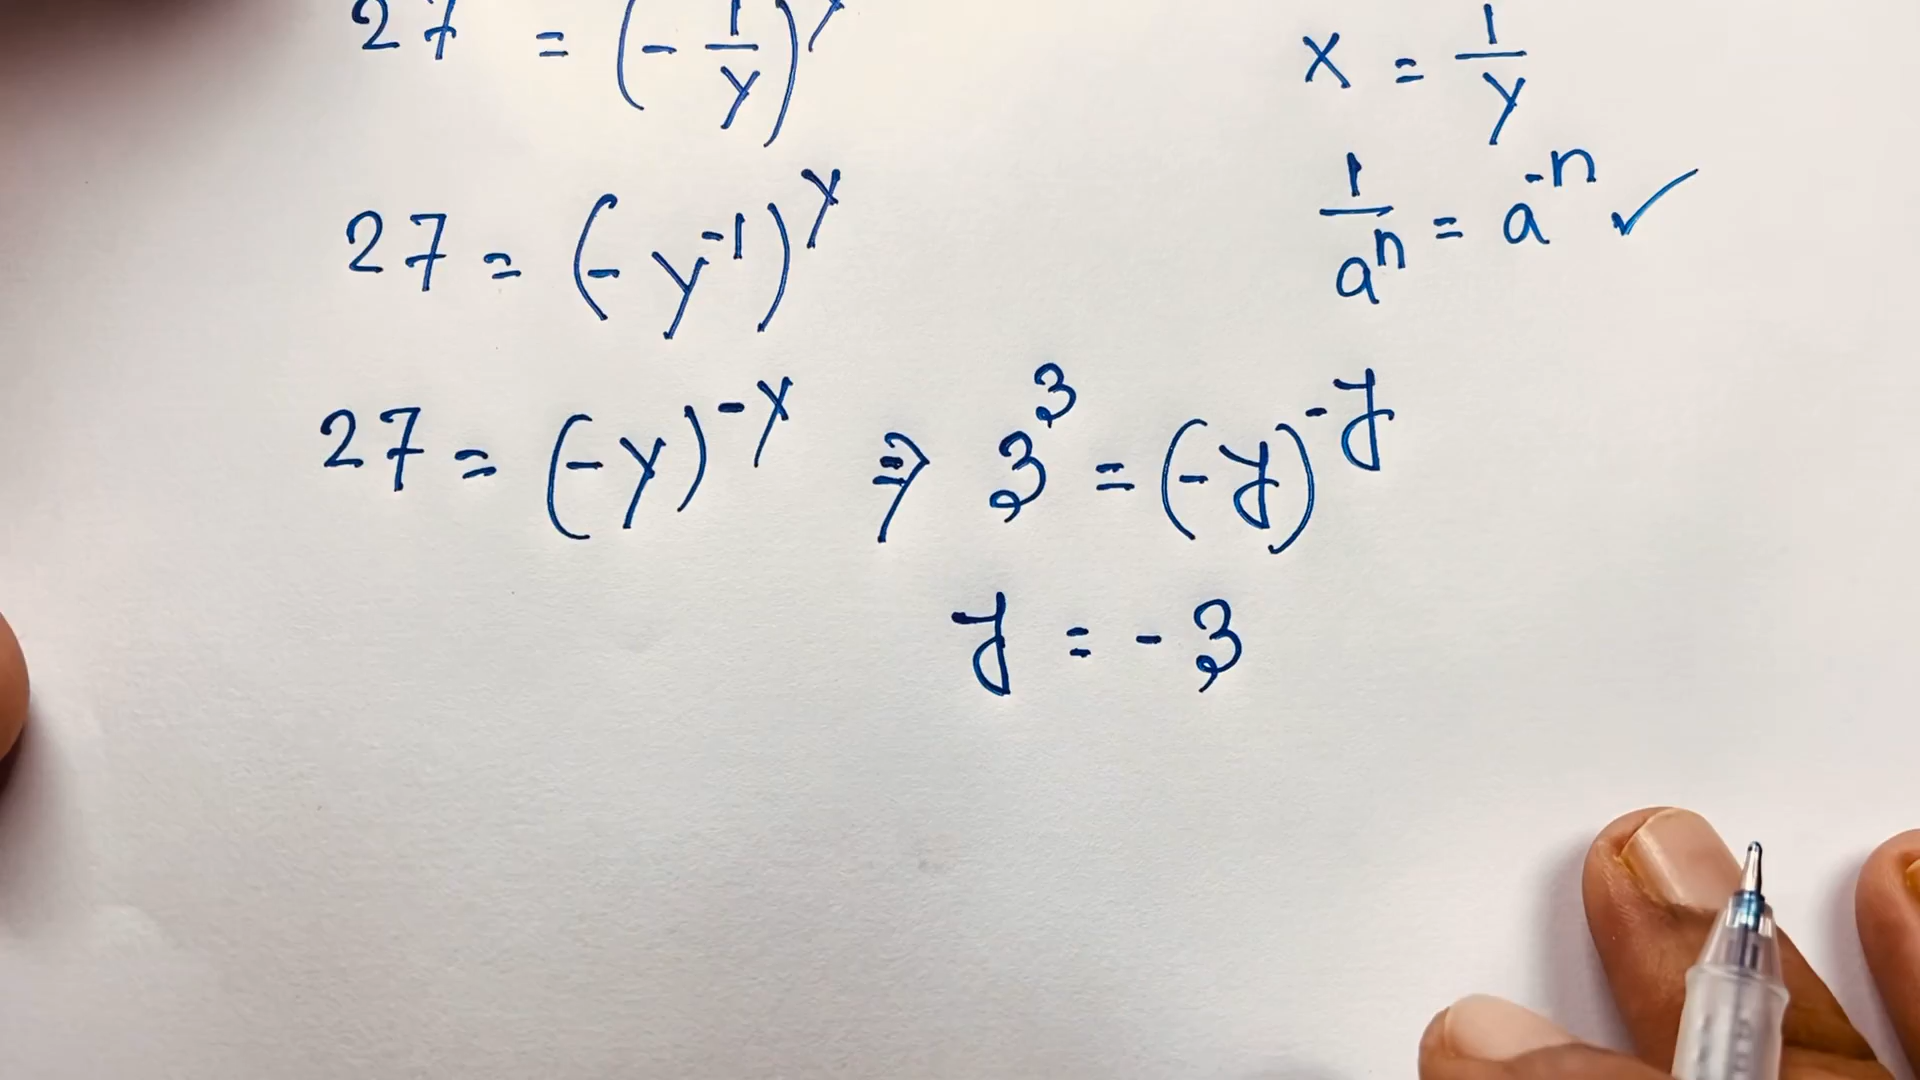 27 = (- 1/y)^y
x = 1/y
27 = (- y^-1)^y
1/a^n = a^-n ✓
27 = (-y)^-y ⇒ 3^3 = (-y)^-y
y = - 3